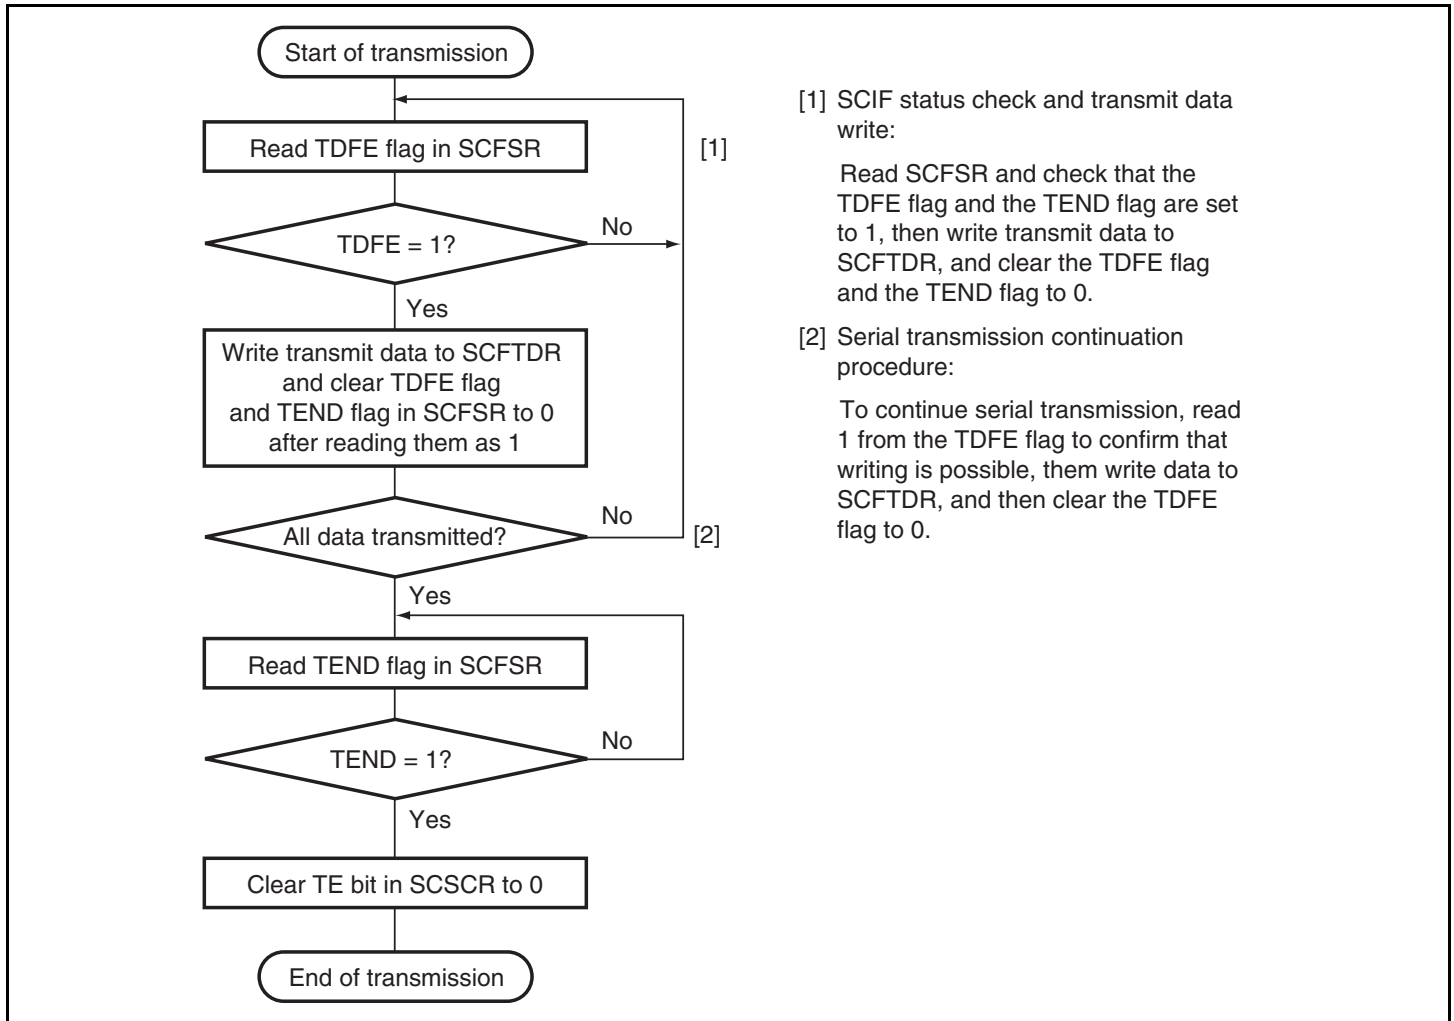 Start of transmission
Read TDFE flag in SCFSR
[1]
TDFE = 1?
No
Yes
Write transmit data to SCFTDR
and clear TDFE flag
and TEND flag in SCFSR to 0
after reading them as 1
All data transmitted?
No
[2]
Yes
Read TEND flag in SCFSR
TEND = 1?
No
Yes
Clear TE bit in SCSCR to 0
End of transmission
[1] SCIF status check and transmit data
write:
Read SCFSR and check that the
TDFE flag and the TEND flag are set
to 1, then write transmit data to
SCFTDR, and clear the TDFE flag
and the TEND flag to 0.
[2] Serial transmission continuation
procedure:
To continue serial transmission, read
1 from the TDFE flag to confirm that
writing is possible, them write data to
SCFTDR, and then clear the TDFE
flag to 0.